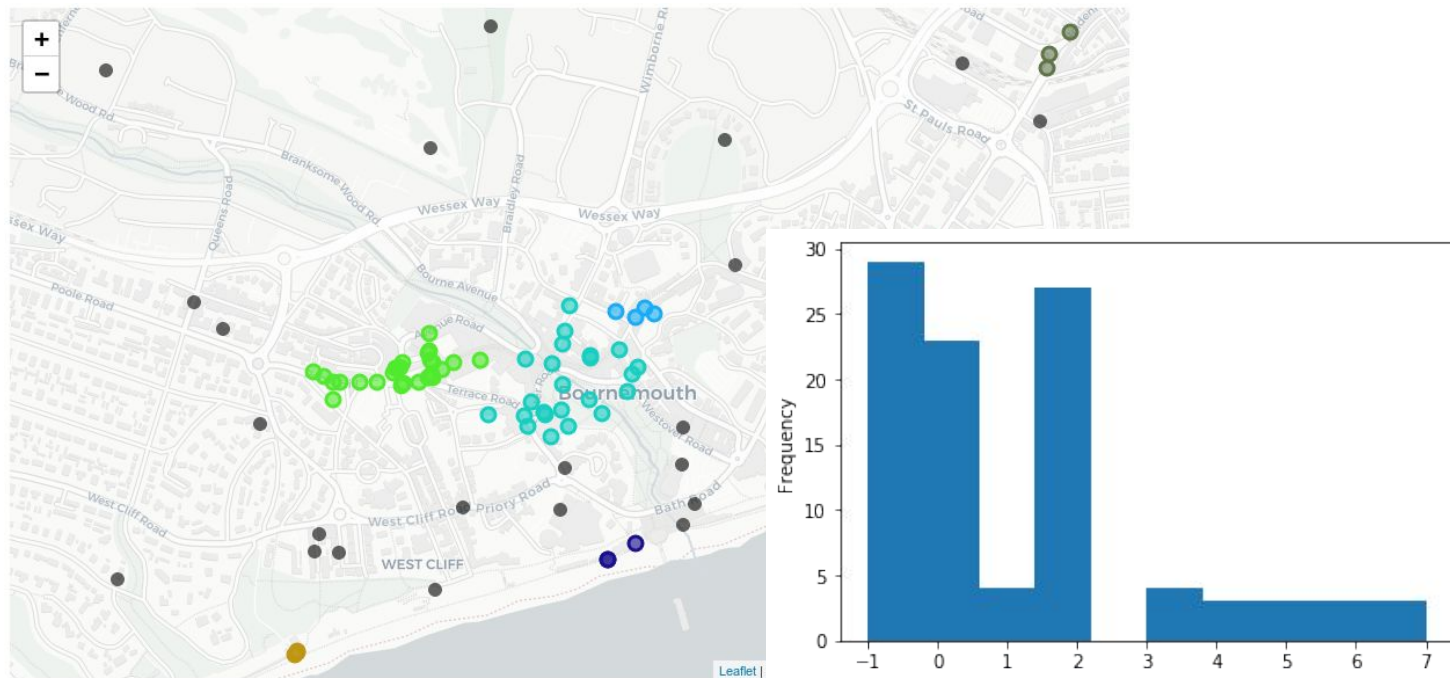 +
−
Wimborne R
St Pauls Road
Wood Rd
Branksome Wood Rd
Queens Road
Braidley Road
Wessex Way
Wessex Way
Wessex Way
Bourne Avenue
Poole Road
Avenue Road
Terrace Road
Bournemouth
Westover Road
West Cliff Road
Priory Road
Bath Road
West Cliff Road
WEST CLIFF
Leaflet |
Frequency
30
25
20
15
10
5
0
−1 0 1 2 3 4 5 6 7